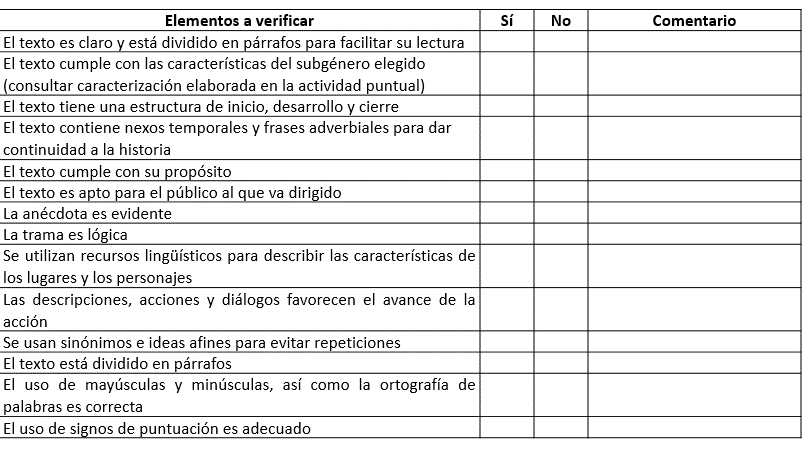 Elementos a verificar Sí No Comentario
El texto es claro y está dividido en párrafos para facilitar su lectura
El texto cumple con las características del subgénero elegido
(consultar caracterización elaborada en la actividad puntual)
El texto tiene una estructura de inicio, desarrollo y cierre
El texto contiene nexos temporales y frases adverbiales para dar
continuidad a la historia
El texto cumple con su propósito
El texto es apto para el público al que va dirigido
La anécdota es evidente
La trama es lógica
Se utilizan recursos lingüísticos para describir las características de
los lugares y los personajes
Las descripciones, acciones y diálogos favorecen el avance de la
acción
Se usan sinónimos e ideas afines para evitar repeticiones
El texto está dividido en párrafos
El uso de mayúsculas y minúsculas, así como la ortografía de
palabras es correcta
El uso de signos de puntuación es adecuado